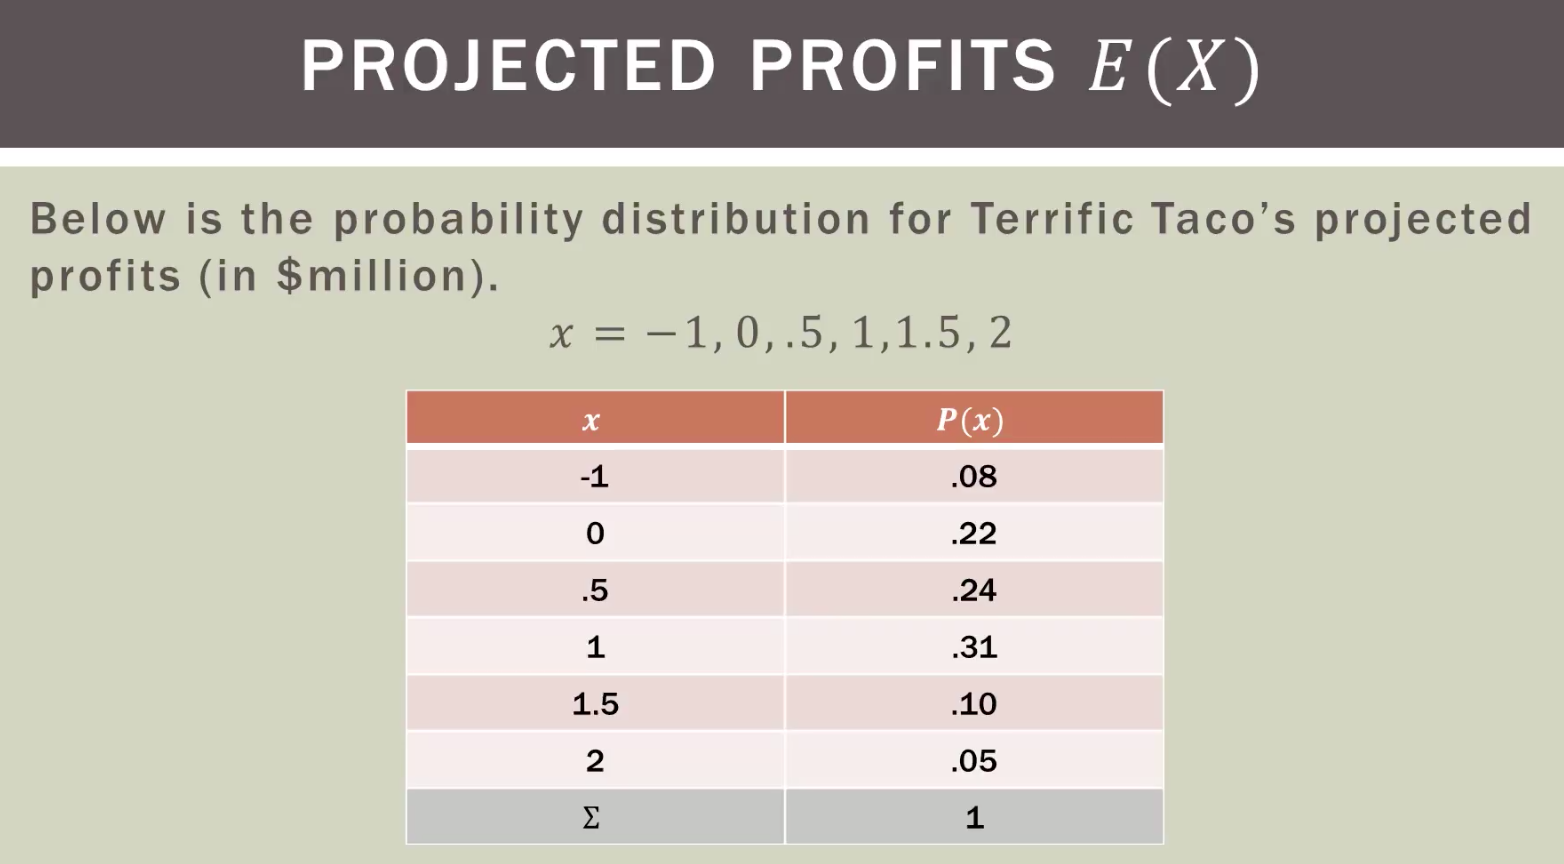 PROJECTED PROFITS E(X)
Below is the probability distribution for Terrific Taco’s projected
profits (in $million).
x = −1, 0, .5, 1,1.5, 2
x P(x)
-1 .08
0 .22
.5 .24
1 .31
1.5 .10
2 .05
Σ 1